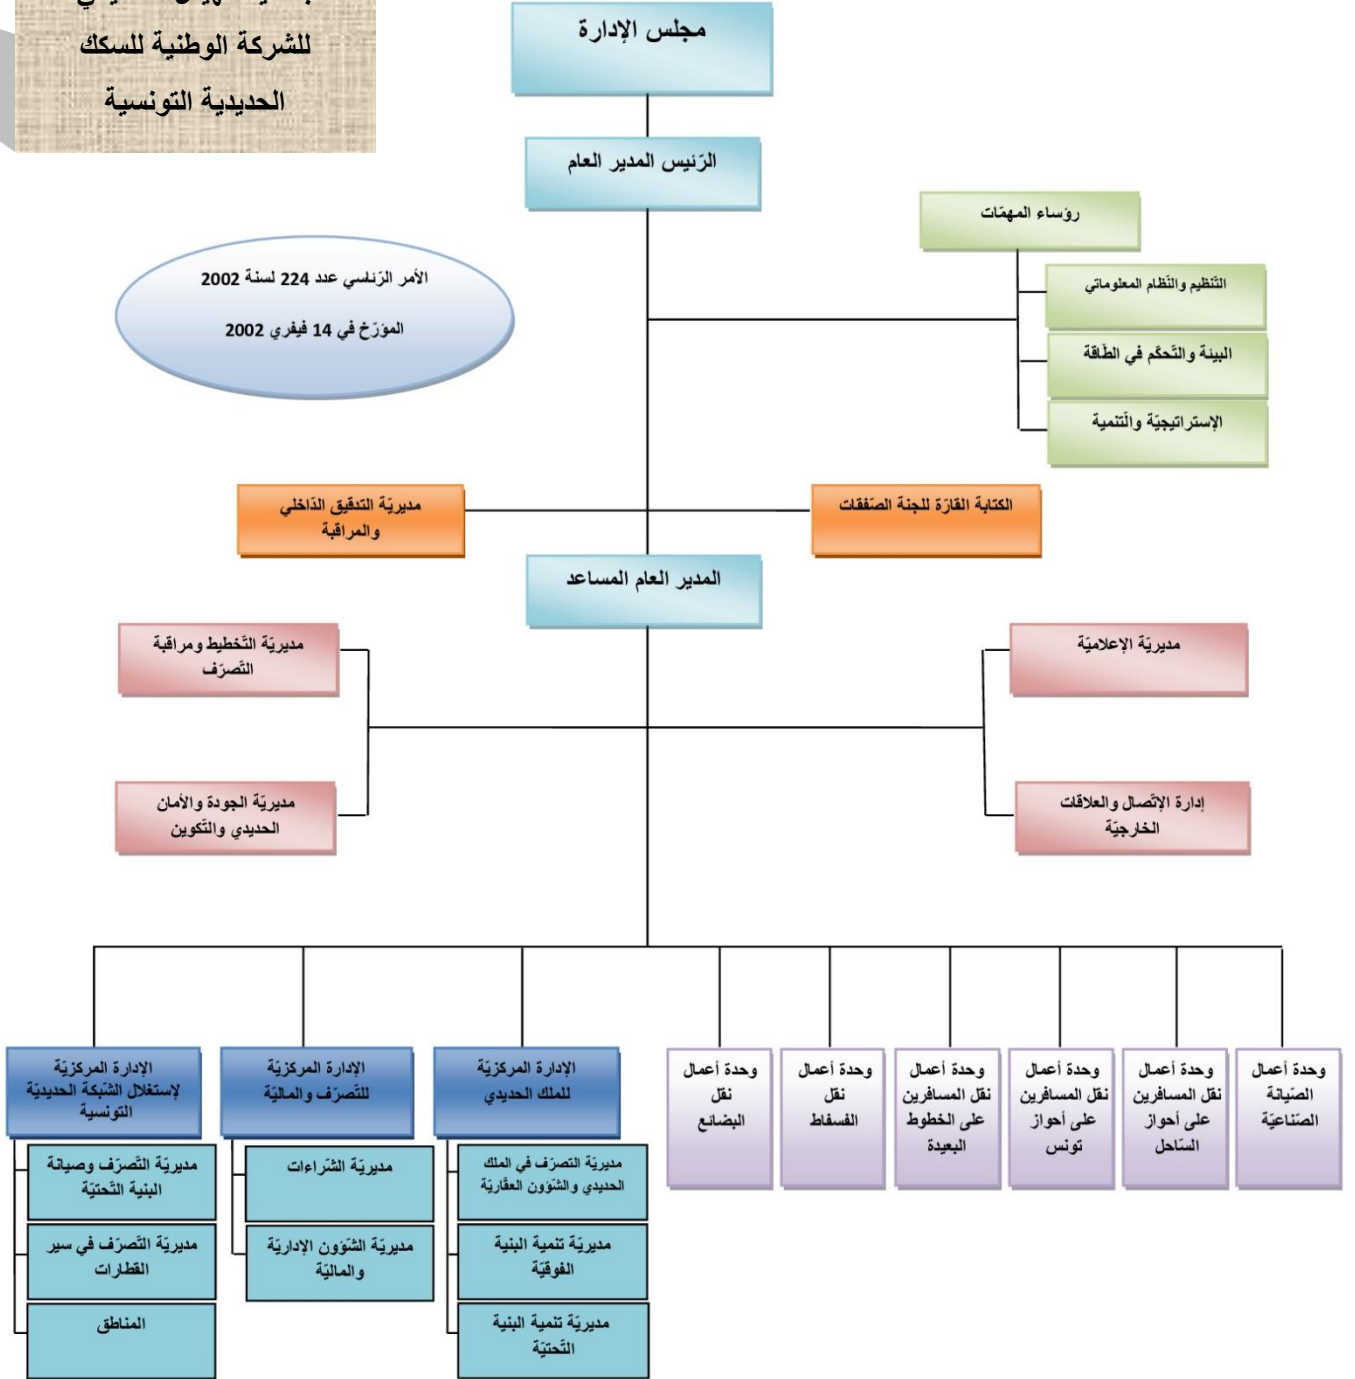 للشركة الوطنية للسكك
الحديدية التونسية
مجلس الإدارة
الرّئيس المدير العام
رؤساء المهمّات
التّنظيم والنّظام المعلوماتي
البيئة والتّحكّم في الطّاقة
الإستراتيجيّة والتّنمية
الأمر الرّئاسي عدد 224 لسنة 2002
المؤرّخ في 14 فيفري 2002
الكتابة القارّة للجنة الصّفقات
مديريّة التدقيق الدّاخلي
والمراقبة
المدير العام المساعد
مديريّة الإعلاميّة
مديريّة التّخطيط ومراقبة
التّصرّف
إدارة الإتّصال والعلاقات
الخارجيّة
مديريّة الجودة والأمان
الحديدي والتّكوين
وحدة أعمال
الصّيانة
الصّناعيّة
وحدة أعمال
نقل المسافرين
على أحواز
السّاحل
وحدة أعمال
نقل المسافرين
على أحواز
تونس
وحدة أعمال
نقل المسافرين
على الخطوط
البعيدة
وحدة أعمال
نقل
الفسفاط
وحدة أعمال
نقل
البضائع
الإدارة المركزيّة
للملك الحديدي
مديريّة التصرّف في الملك
الحديدي والشّؤون العقّاريّة
مديريّة تنمية البنية
الفوقيّة
مديريّة تنمية البنية
التّحتيّة
الإدارة المركزيّة
للتّصرّف والماليّة
مديريّة الشّراءات
مديريّة الشّؤون الإداريّة
والماليّة
الإدارة المركزيّة
لإستغلال الشّبكة الحديديّة
التونسية
مديريّة التّصرّف وصيانة
البنية التّحتيّة
مديريّة التّصرّف في سير
القطارات
المناطق